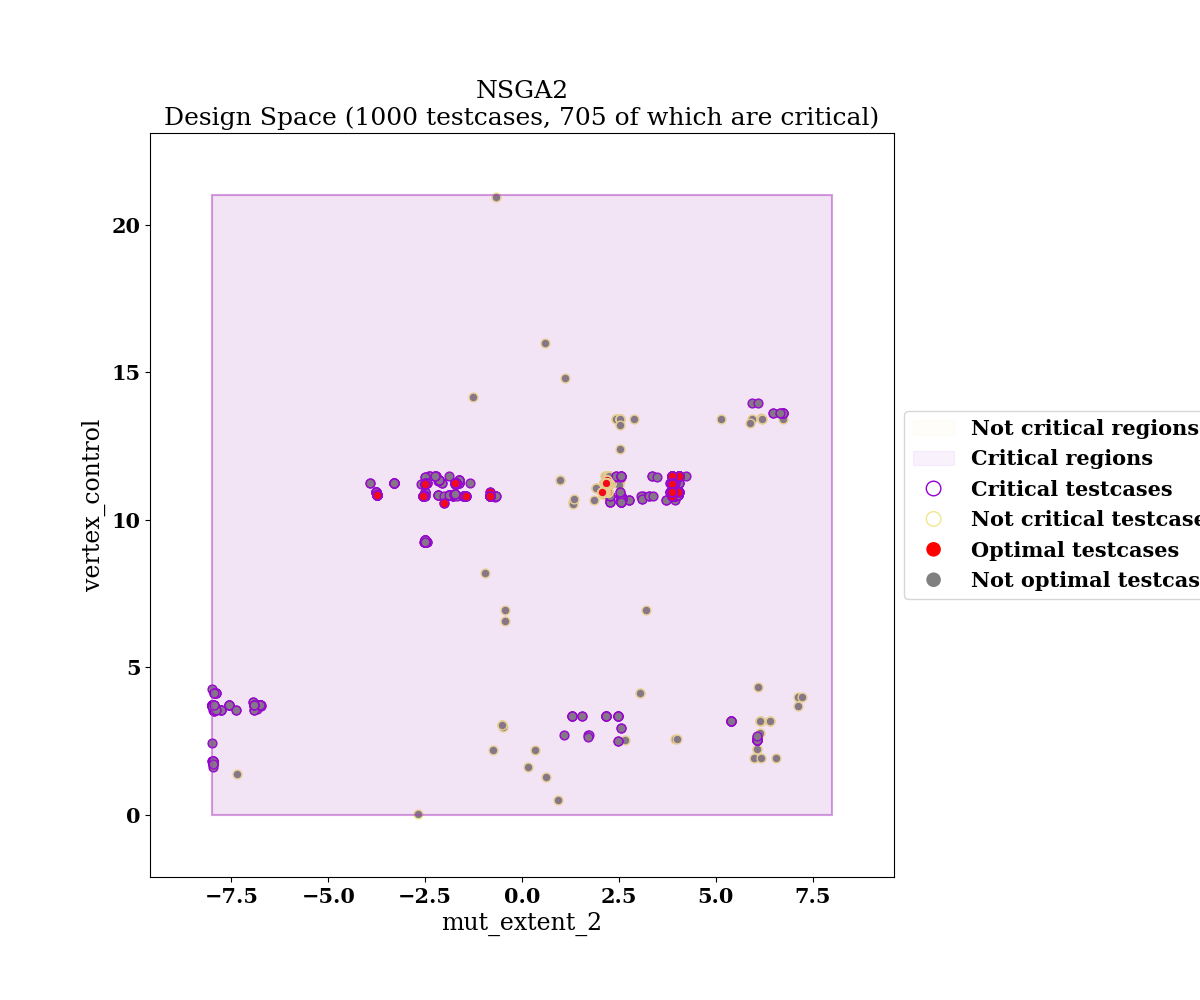 NSGA2
Design Space (1000 testcases, 705 of which are critical)
20
15
10
5
0
vertex_control
−7.5 −5.0 −2.5 0.0 2.5 5.0 7.5
mut_extent_2
Not critical regions
Critical regions
Critical testcases
Not critical testcase
Optimal testcases
Not optimal testcas